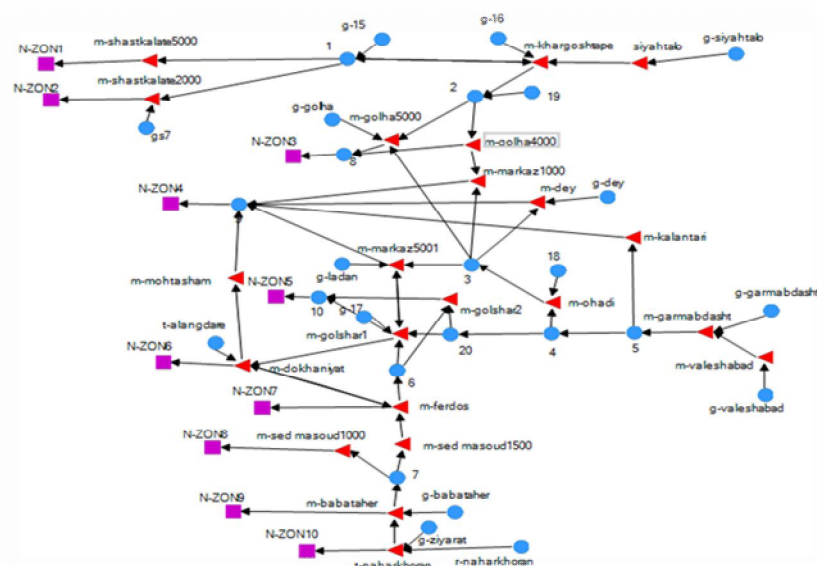 g-15
g-16
N-ZON1
m-shastkalate5000
1
m-khargoshtape
siyahtab
g-siyahtab
N-ZON2
m-shastkalate2000
2
19
gs7
g-golha
m-golha5000
N-ZON3
8
m-golha4000
m-markaz1000
N-ZON4
m-dey
g-dey
m-kalantari
m-markaz5001
3
18
g-ladan
m-mohtasham
N-ZON5
10
g-17
m-golshar2
m-ohadi
g-garmabdasht
m-garmabdasht
t-alangdare
m-golshar1
20
4
5
N-ZON6
m-dokhaniyat
6
m-valeshabad
N-ZON7
m-ferdos
g-valeshabad
N-ZON8
m-sed masoud1000
m-sed masoud1500
7
N-ZON9
m-babataher
g-babataher
N-ZON10
g-ziyarat
t-naharkhoran
r-naharkhoran